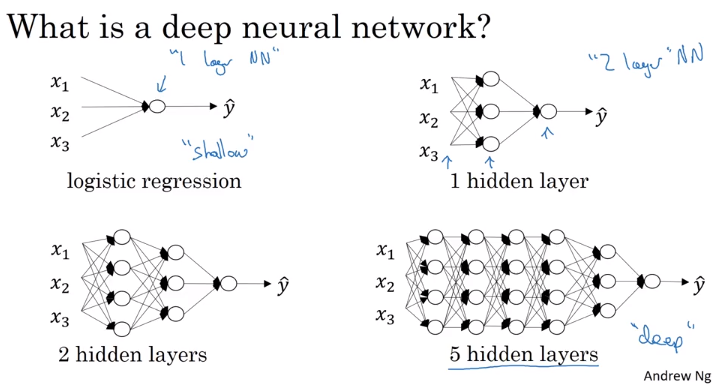 What is a deep neural network?
"1 layer NN"
x₁
x₂
x₃
ŷ
"shallow"
logistic regression
"2 layer" NN
x₁
x₂
x₃
ŷ
1 hidden layer
x₁
x₂
x₃
ŷ
2 hidden layers
x₁
x₂
x₃
ŷ
"deep"
5 hidden layers
Andrew Ng